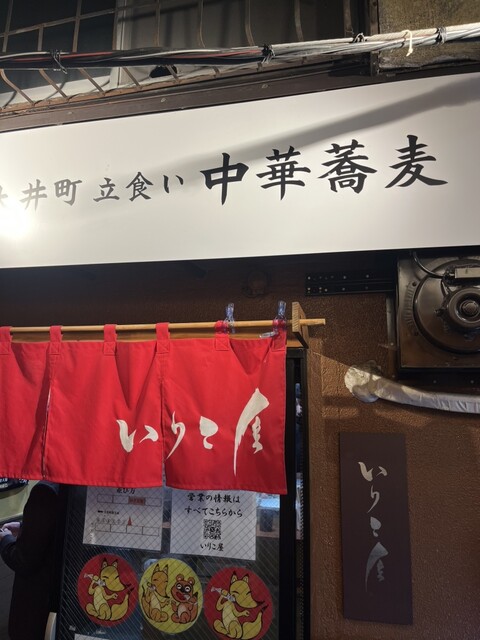 大井町 立食い 中華蕎麦
いりこ屋
いりこ屋
営業の情報は
すべてこちらから
いりこ屋